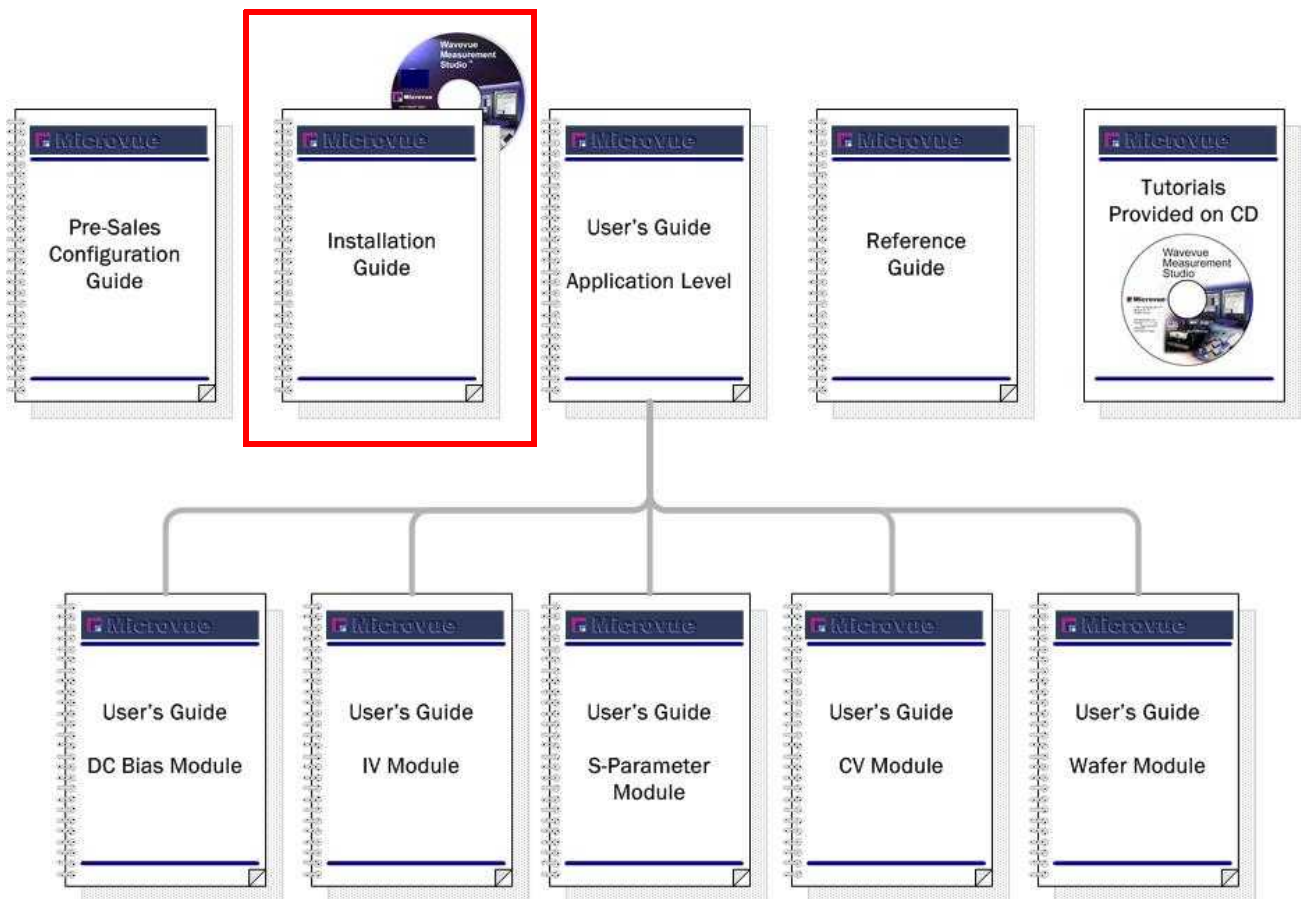 Wavevue
Measurement
Studio™
Microvue
Microvue
Pre-Sales
Configuration
Guide
Microvue
Installation
Guide
Microvue
User's Guide
Application Level
Microvue
Reference
Guide
Microvue
Tutorials
Provided on CD
Wavevue
Measurement
Studio
Microvue
Microvue
User's Guide
DC Bias Module
Microvue
User's Guide
IV Module
Microvue
User's Guide
S-Parameter
Module
Microvue
User's Guide
CV Module
Microvue
User's Guide
Wafer Module